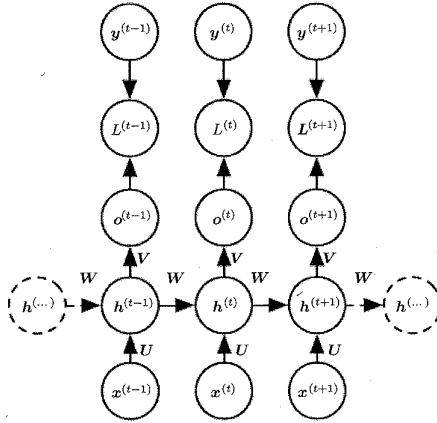 y^(t−1) y^(t) y^(t+1)
L^(t−1) L^(t) L^(t+1)
o^(t−1) o^(t) o^(t+1)
V V V
W W W W
h^(...) h^(t−1) h^(t) h^(t+1) h^(...)
U U U
x^(t−1) x^(t) x^(t+1)